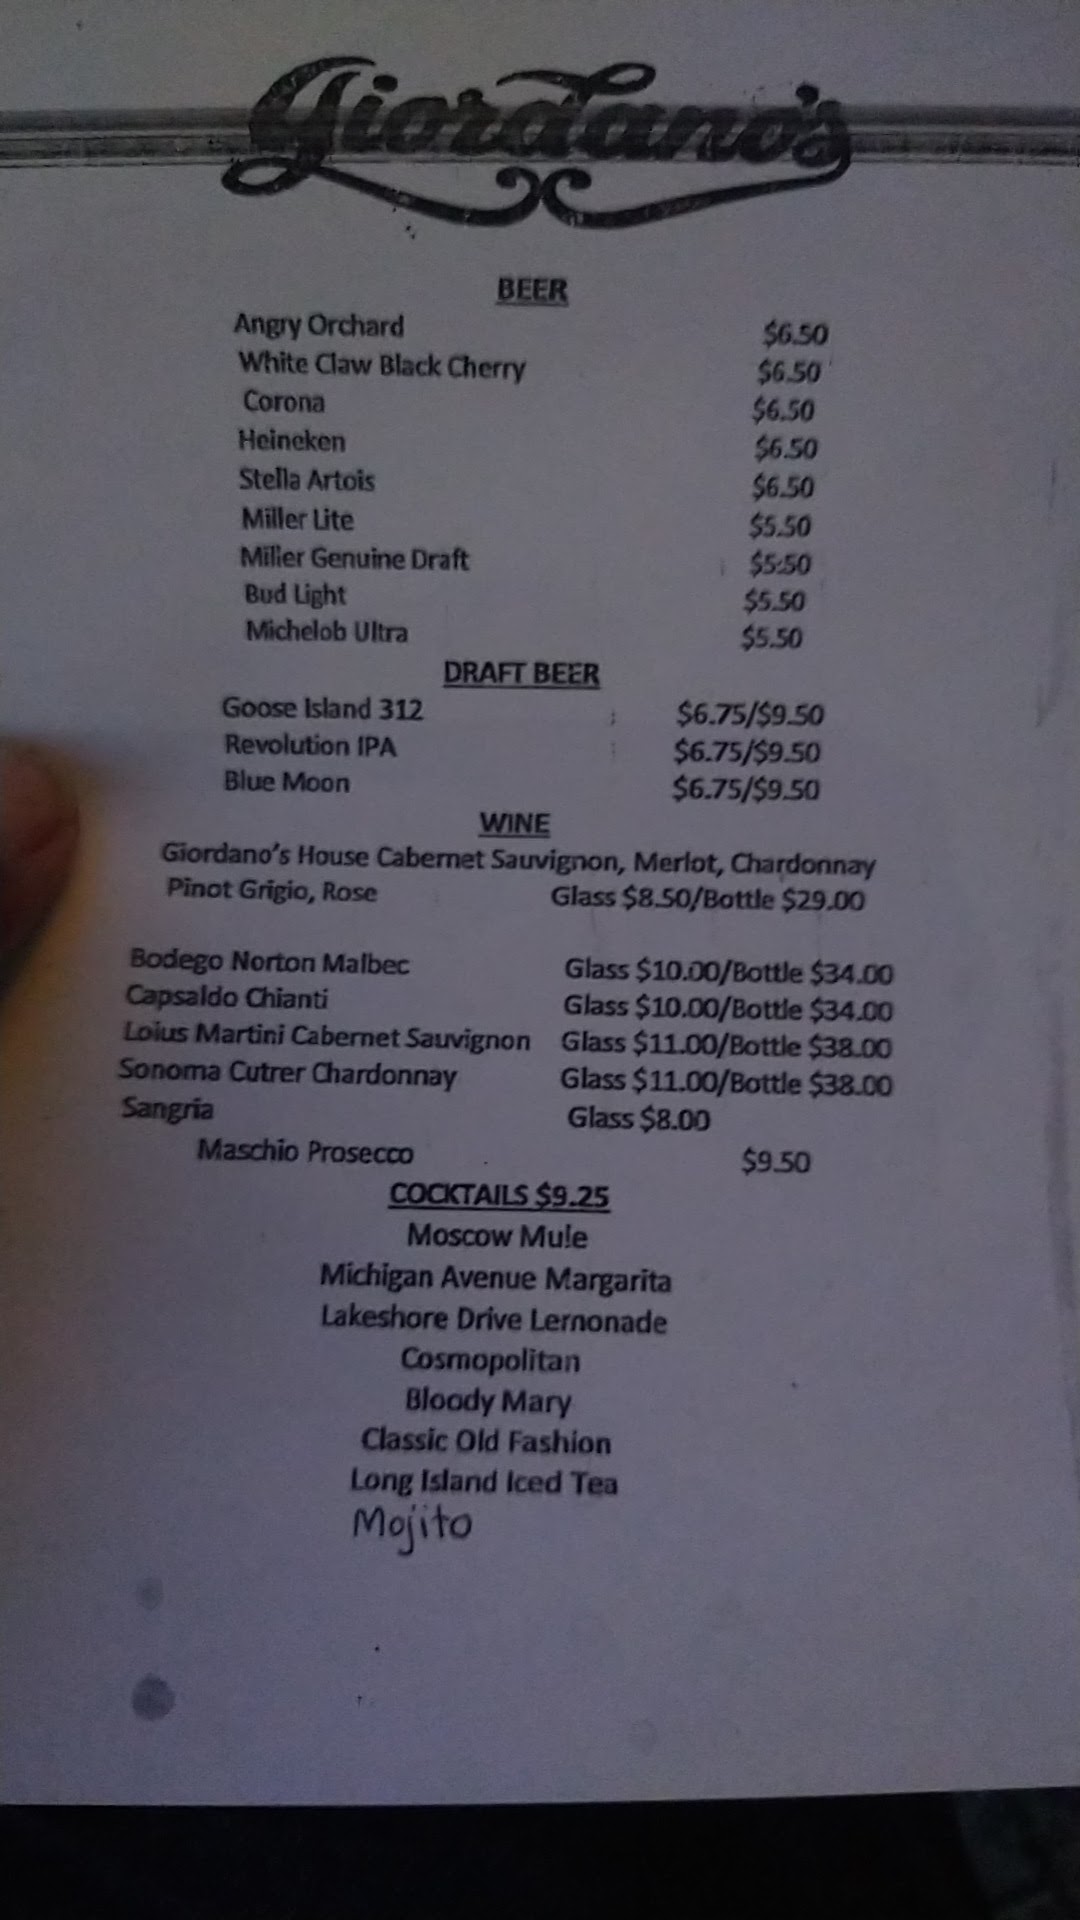 Giordano's
BEER
Angry Orchard $6.50
White Claw Black Cherry $6.50
Corona $6.50
Heineken $6.50
Stella Artois $6.50
Miller Lite $5.50
Miller Genuine Draft $5.50
Bud Light $5.50
Michelob Ultra $5.50
DRAFT BEER
Goose Island 312 $6.75/$9.50
Revolution IPA $6.75/$9.50
Blue Moon $6.75/$9.50
WINE
Giordano's House Cabernet Sauvignon, Merlot, Chardonnay
Pinot Grigio, Rose Glass $8.50/Bottle $29.00
Bodego Norton Malbec Glass $10.00/Bottle $34.00
Capsaldo Chianti Glass $10.00/Bottle $34.00
Loius Martini Cabernet Sauvignon Glass $11.00/Bottle $38.00
Sonoma Cutrer Chardonnay Glass $11.00/Bottle $38.00
Sangria Glass $8.00
Maschio Prosecco $9.50
COCKTAILS $9.25
Moscow Mule
Michigan Avenue Margarita
Lakeshore Drive Lemonade
Cosmopolitan
Bloody Mary
Classic Old Fashion
Long Island Iced Tea
Mojito